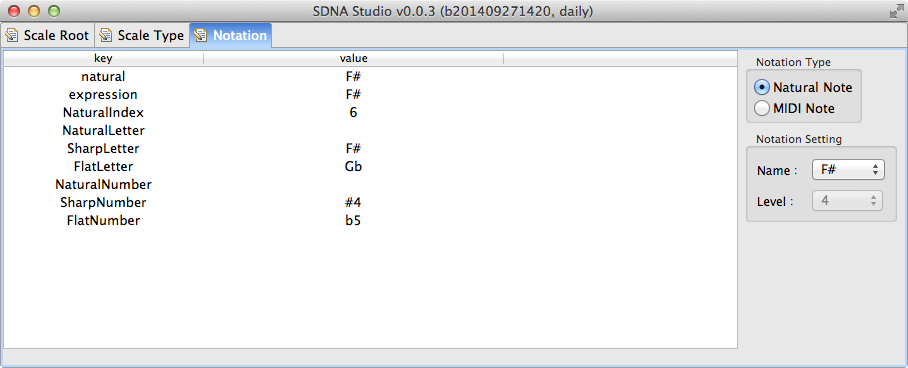 SDNA Studio v0.0.3 (b201409271420, daily)
Scale Root Scale Type Notation
key value
natural F#
expression F#
NaturalIndex 6
NaturalLetter
SharpLetter F#
FlatLetter Gb
NaturalNumber
SharpNumber #4
FlatNumber b5
Notation Type
Natural Note
MIDI Note
Notation Setting
Name : F#
Level : 4